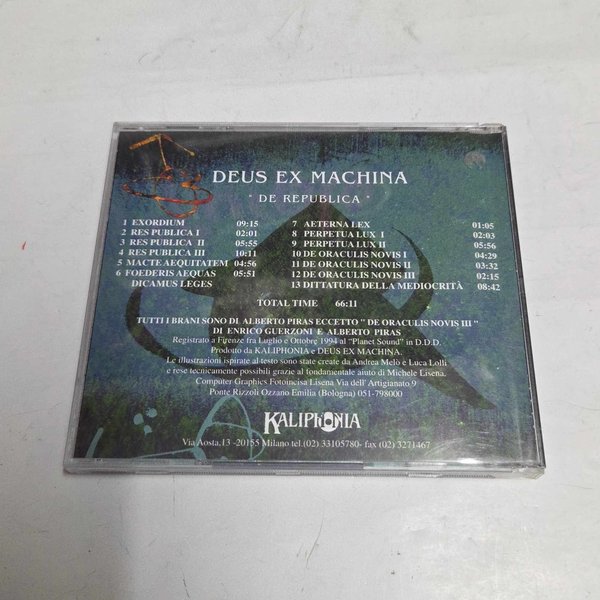 DEUS EX MACHINA
" DE REPUBLICA "
1 EXORDIUM 09:15
2 RES PUBLICA I 02:01
3 RES PUBLICA II 05:55
4 RES PUBLICA III 10:11
5 MACTE AEQUITATEM 04:56
6 FOEDERIS AEQUAS 05:51
DICAMUS LEGES
7 AETERNA LEX 01:05
8 PERPETUA LUX I 02:03
9 PERPETUA LUX II 05:56
10 DE ORACULIS NOVIS I 04:29
11 DE ORACULIS NOVIS II 03:32
12 DE ORACULIS NOVIS III 02:15
13 DITTATURA DELLA MEDIOCRITÀ 08:42
TOTAL TIME 66:11
TUTTI I BRANI SONO DI ALBERTO PIRAS ECCETTO " DE ORACULIS NOVIS III "
DI ENRICO GUERZONI E ALBERTO PIRAS
Registrato a Firenze fra Luglio e Ottobre 1994 al "Planet Sound" in D.D.D.
Prodotto da KALIPHONIA e DEUS EX MACHINA.
Le illustrazioni ispirate al testo sono state create da Andrea Melò e Luca Lolli
e rese tecnicamente possibili grazie al fondamentale aiuto di Michele Lisena.
Computer Graphics Fotoincisa Lisena Via dell' Artigianato 9
Ponte Rizzoli Ozzano Emilia (Bologna) 051-798000
KALIPHONIA
Via Aosta,13 -20155 Milano tel.(02) 33105780- fax (02) 3271467